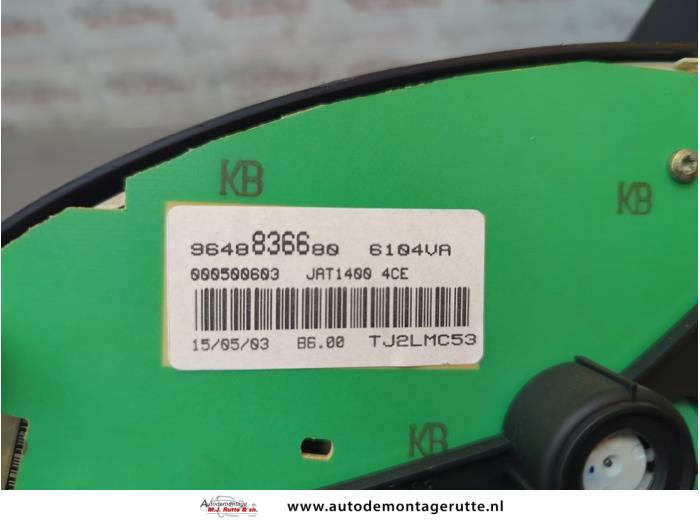 KB
KB
9648836680 6104VA
000500603 JAT1400 4CE
15/05/03 B6.00 TJ2LMC53
KB
Autodemontage
M.J. Rutte & zn.
www.autodemontagerutte.nl